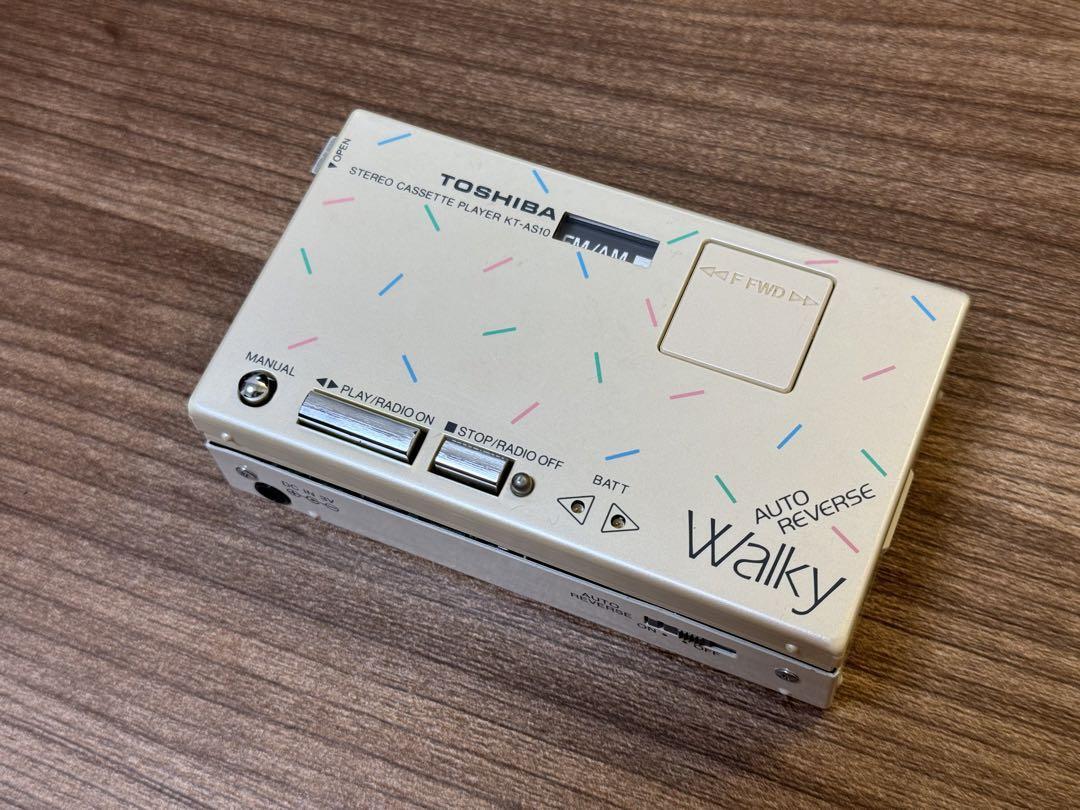 ▼OPEN
TOSHIBA
STEREO CASSETTE PLAYER KT-AS10
FM/AM
◁◁ F FWD ▷▷
MANUAL
◀▶ PLAY/RADIO ON
■ STOP/RADIO OFF
BATT
AUTO
REVERSE
Walky
DC IN 3V
AUTO
REVERSE
ON • • OFF